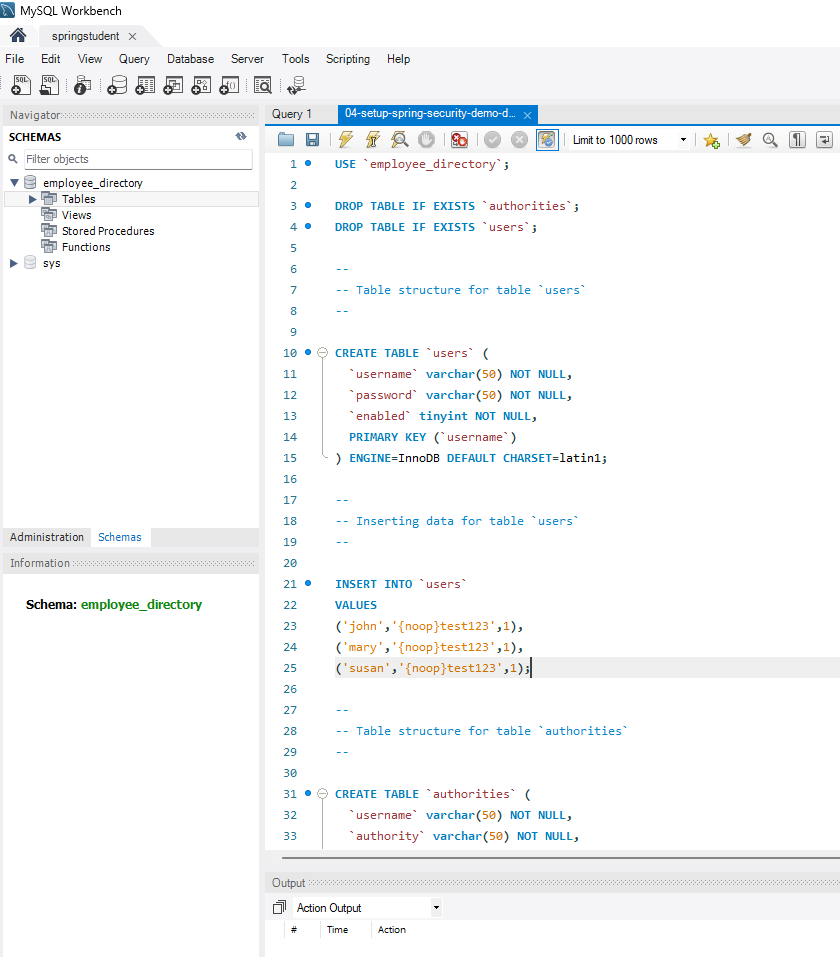 MySQL Workbench
springstudent
File Edit View Query Database Server Tools Scripting Help
Navigator
SCHEMAS
Filter objects
employee_directory
Tables
Views
Stored Procedures
Functions
sys
Administration Schemas
Information
Schema: employee_directory
Query 1 04-setup-spring-security-demo-d...
Limit to 1000 rows
1 USE `employee_directory`;
2
3 DROP TABLE IF EXISTS `authorities`;
4 DROP TABLE IF EXISTS `users`;
5
6 --
7 -- Table structure for table `users`
8 --
9
10 CREATE TABLE `users` (
11 `username` varchar(50) NOT NULL,
12 `password` varchar(50) NOT NULL,
13 `enabled` tinyint NOT NULL,
14 PRIMARY KEY (`username`)
15 ) ENGINE=InnoDB DEFAULT CHARSET=latin1;
16
17 --
18 -- Inserting data for table `users`
19 --
20
21 INSERT INTO `users`
22 VALUES
23 ('john','{noop}test123',1),
24 ('mary','{noop}test123',1),
25 ('susan','{noop}test123',1);
26
27 --
28 -- Table structure for table `authorities`
29 --
30
31 CREATE TABLE `authorities` (
32 `username` varchar(50) NOT NULL,
33 `authority` varchar(50) NOT NULL,
Output
Action Output
# Time Action